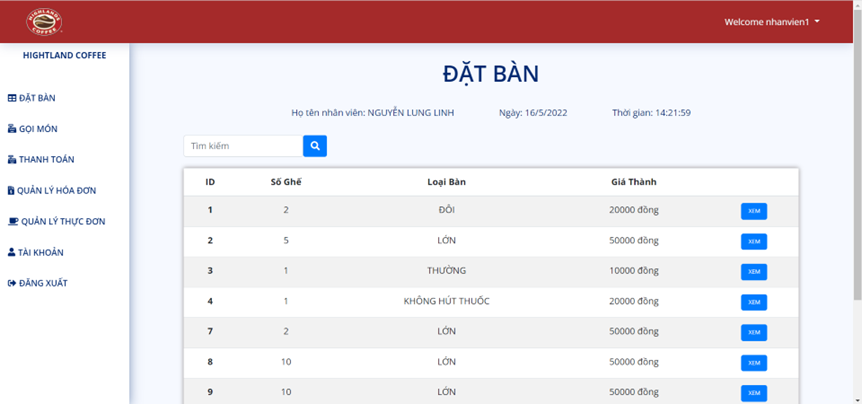 HIGHLANDS
COFFEE
Welcome nhanvien1
HIGHTLAND COFFEE
ĐẶT BÀN
GỌI MÓN
THANH TOÁN
QUẢN LÝ HÓA ĐƠN
QUẢN LÝ THỰC ĐƠN
TÀI KHOẢN
ĐĂNG XUẤT
ĐẶT BÀN
Họ tên nhân viên: NGUYỄN LUNG LINH Ngày: 16/5/2022 Thời gian: 14:21:59
Tìm kiếm
ID Số Ghế Loại Bàn Giá Thành
1 2 ĐÔI 20000 đồng XEM
2 5 LỚN 50000 đồng XEM
3 1 THƯỜNG 10000 đồng XEM
4 1 KHÔNG HÚT THUỐC 20000 đồng XEM
7 2 LỚN 50000 đồng XEM
8 10 LỚN 50000 đồng XEM
9 10 LỚN 50000 đồng XEM